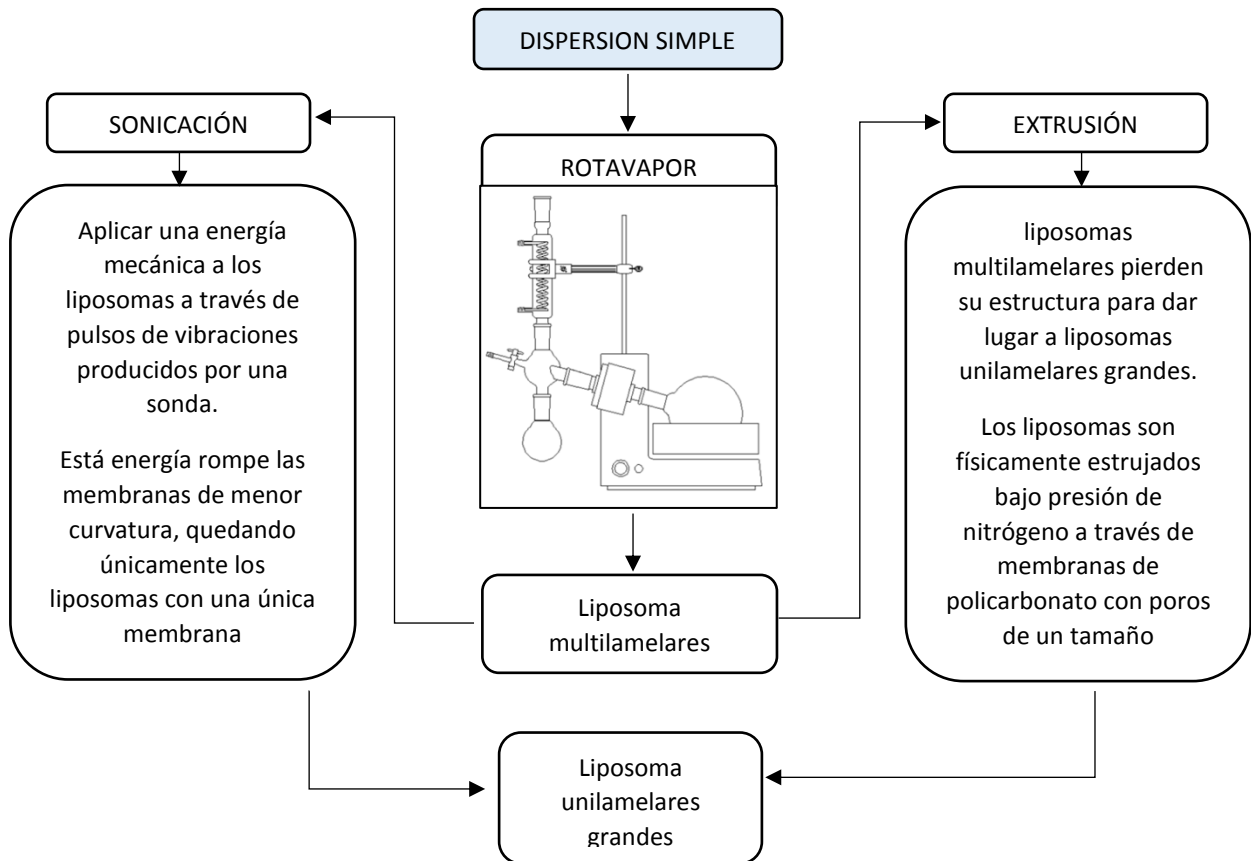 DISPERSION SIMPLE
SONICACIÓN
Aplicar una energía
mecánica a los
liposomas a través de
pulsos de vibraciones
producidos por una
sonda.
Está energía rompe las
membranas de menor
curvatura, quedando
únicamente los
liposomas con una única
membrana
ROTAVAPOR
Liposoma
multilamelares
EXTRUSIÓN
liposomas
multilamelares pierden
su estructura para dar
lugar a liposomas
unilamelares grandes.
Los liposomas son
físicamente estrujados
bajo presión de
nitrógeno a través de
membranas de
policarbonato con poros
de un tamaño
Liposoma
unilamelares
grandes